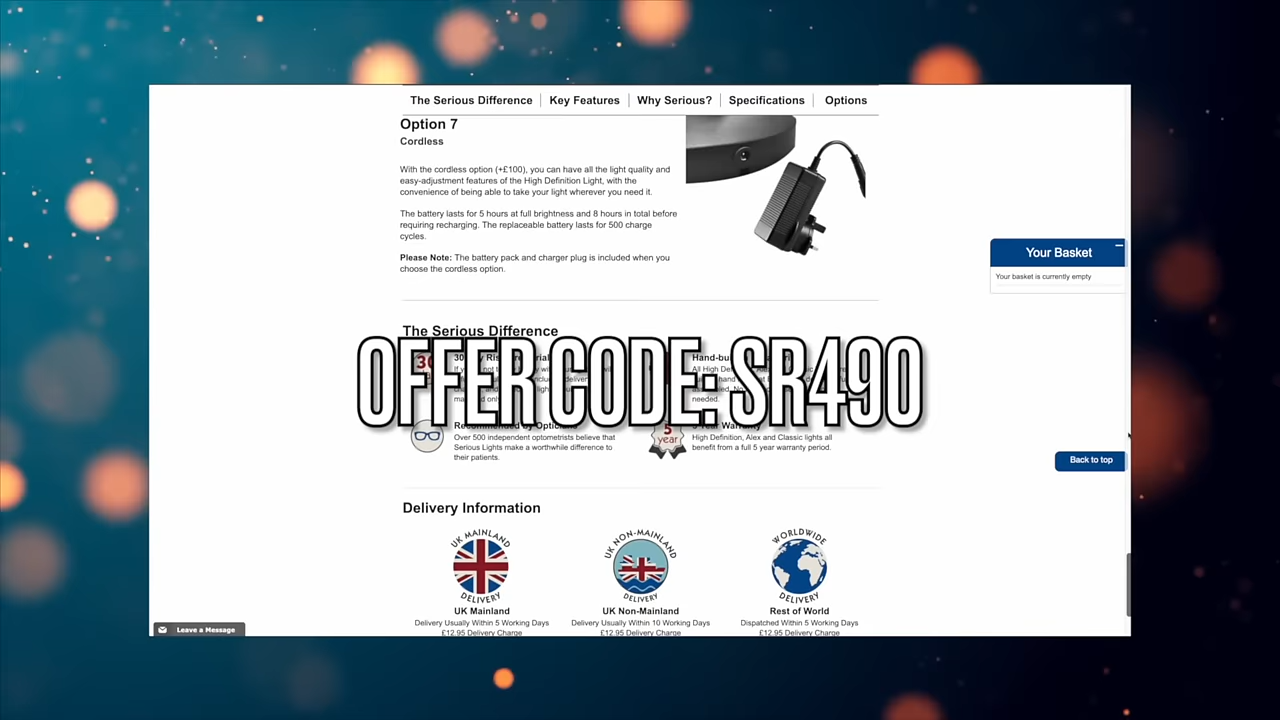 The Serious Difference
Key Features
Why Serious?
Specifications
Options
Option 7
Cordless
With the cordless option (+£100), you can have all the light quality and
easy-adjustment features of the High Definition Light, with the
convenience of being able to take your light wherever you need it.
The battery lasts for 5 hours at full brightness and 8 hours in total before
requiring recharging. The replaceable battery lasts for 500 charge
cycles.
Please Note: The battery pack and charger plug is included when you
choose the cordless option.
Your Basket
Your basket is currently empty
The Serious Difference
OFFER CODE: SR490
needed.
Over 500 independent optometrists believe that
Serious Lights make a worthwhile difference to
their patients.
5
year
High Definition, Alex and Classic lights all
benefit from a full 5 year warranty period.
Back to top
Delivery Information
UK MAINLAND
DELIVERY
UK Mainland
Delivery Usually Within 5 Working Days
£12.95 Delivery Charge
UK NON-MAINLAND
DELIVERY
UK Non-Mainland
Delivery Usually Within 10 Working Days
£12.95 Delivery Charge
WORLDWIDE
DELIVERY
Rest of World
Dispatched Within 5 Working Days
£12.95 Delivery Charge
Leave a Message